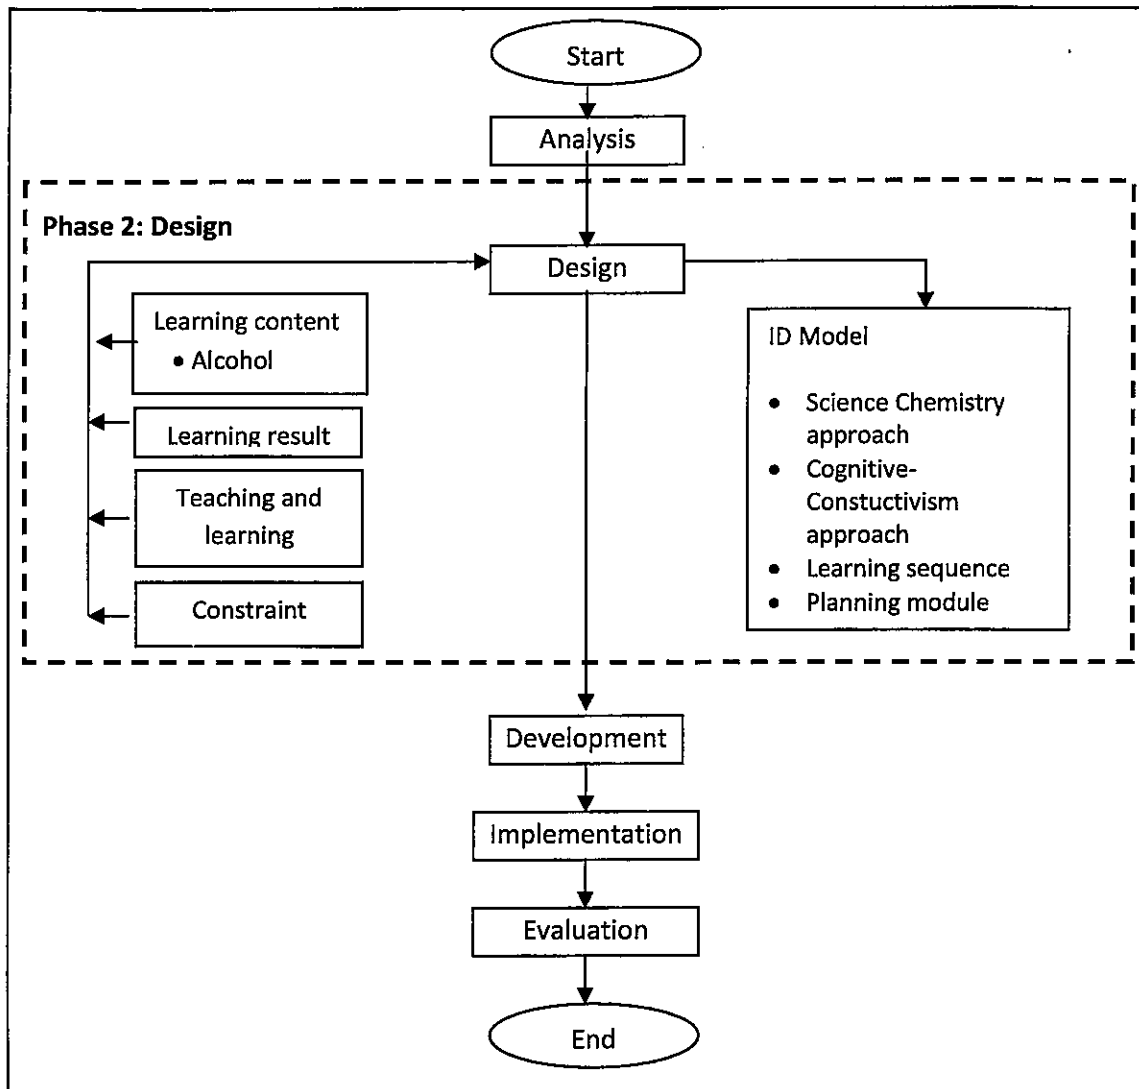 Start
Analysis
Phase 2: Design
Design
Learning content
• Alcohol
Learning result
Teaching and
learning
Constraint
ID Model
• Science Chemistry
approach
• Cognitive-
Constuctivism
approach
• Learning sequence
• Planning module
Development
Implementation
Evaluation
End